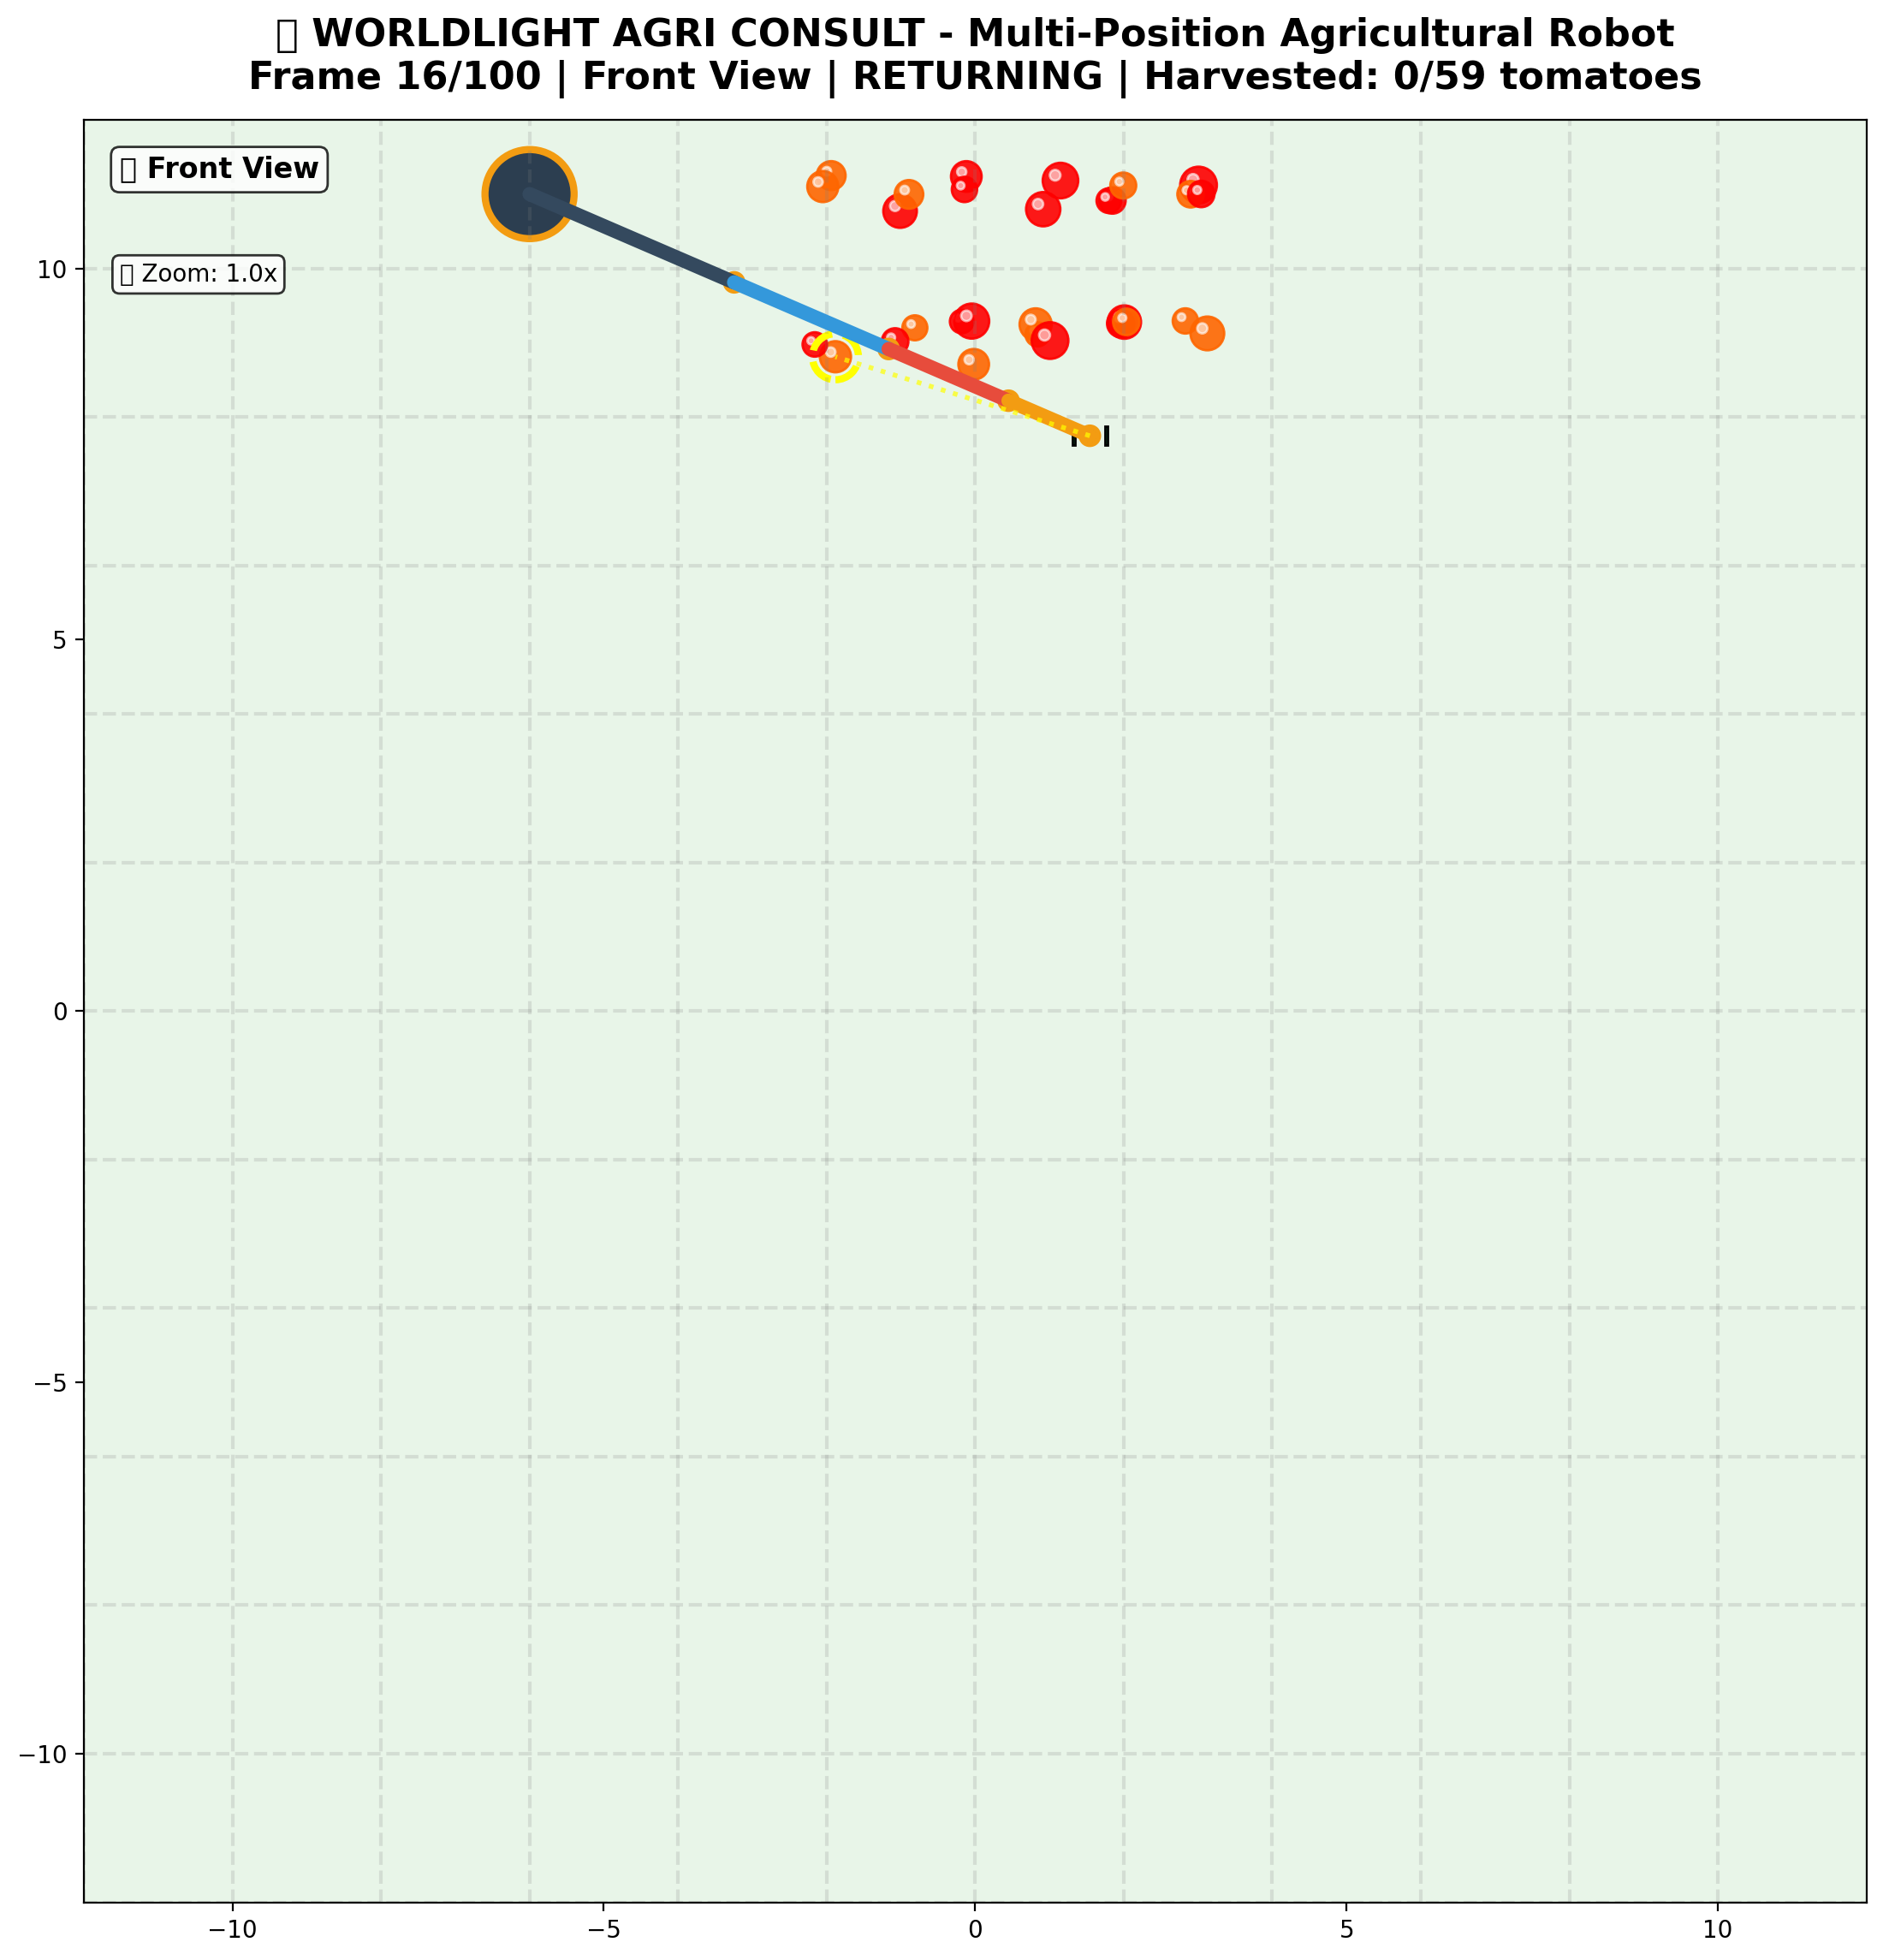 WORLDLIGHT AGRI CONSULT - Multi-Position Agricultural Robot
Frame 16/100 | Front View | RETURNING | Harvested: 0/59 tomatoes
Front View
Zoom: 1.0x
10
5
0
−5
−10
−10
−5
0
5
10